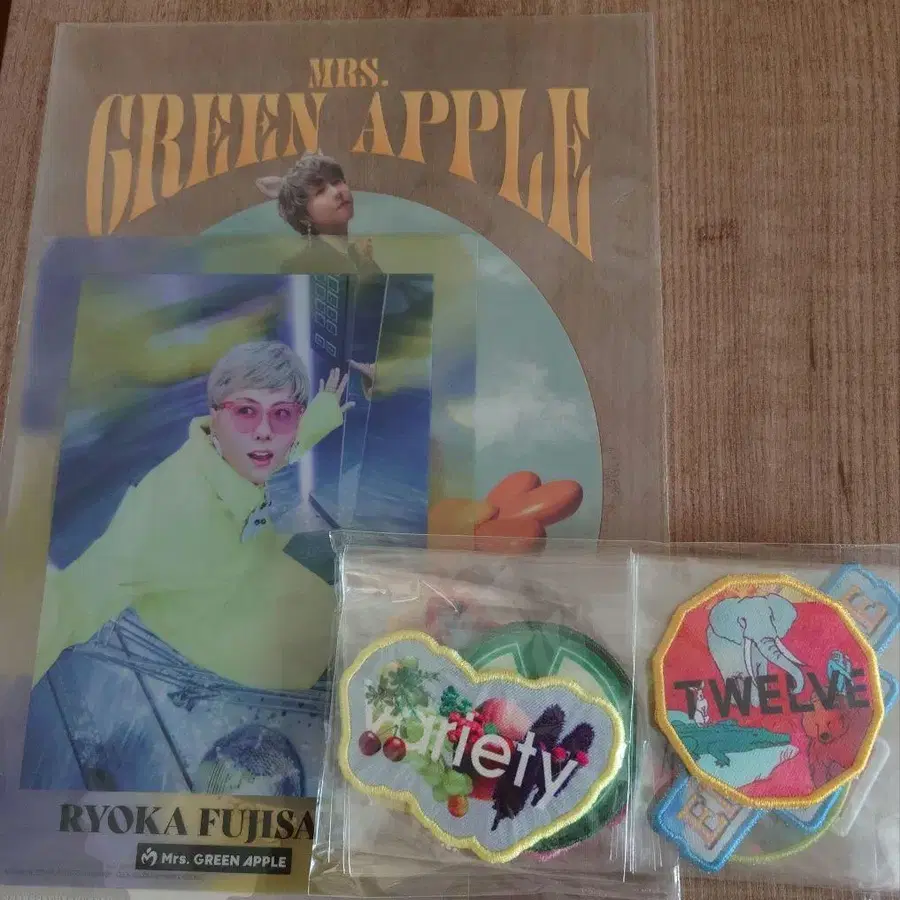 MRS.
GREEN APPLE
RYOKA FUJISA
Mrs. GREEN APPLE
Variety
TWELVE